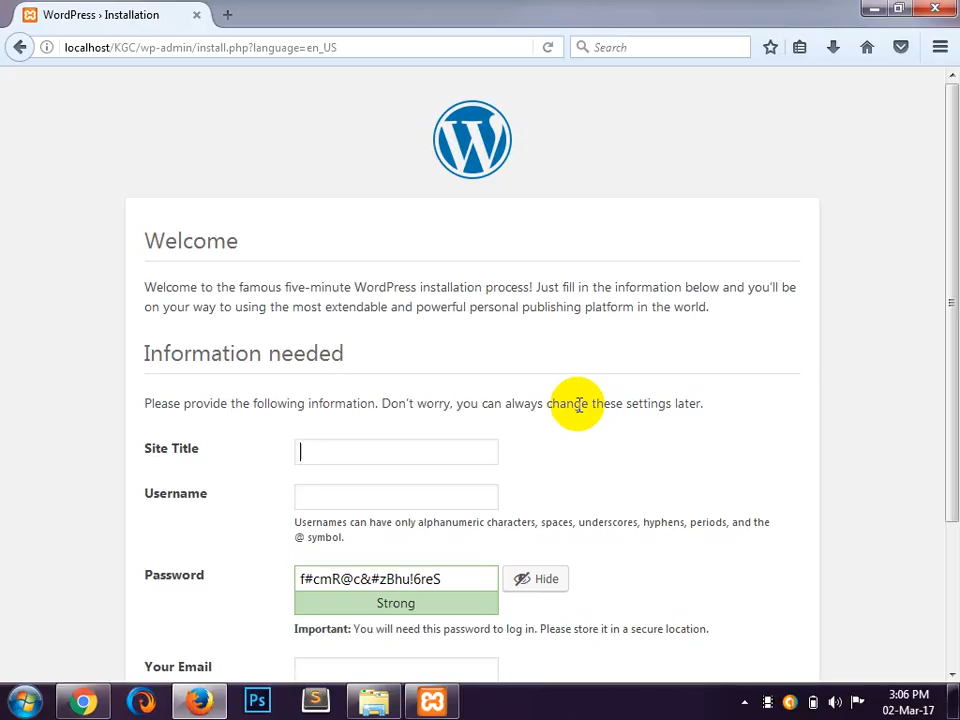 WordPress › Installation
localhost/KGC/wp-admin/install.php?language=en_US
Search
Welcome
Welcome to the famous five-minute WordPress installation process! Just fill in the information below and you'll be
on your way to using the most extendable and powerful personal publishing platform in the world.
Information needed
Please provide the following information. Don't worry, you can always change these settings later.
Site Title
Username
Usernames can have only alphanumeric characters, spaces, underscores, hyphens, periods, and the
@ symbol.
Password
f#cmR@c&#zBhu!6reS
Hide
Strong
Important: You will need this password to log in. Please store it in a secure location.
Your Email
Ps
S
3:06 PM
02-Mar-17